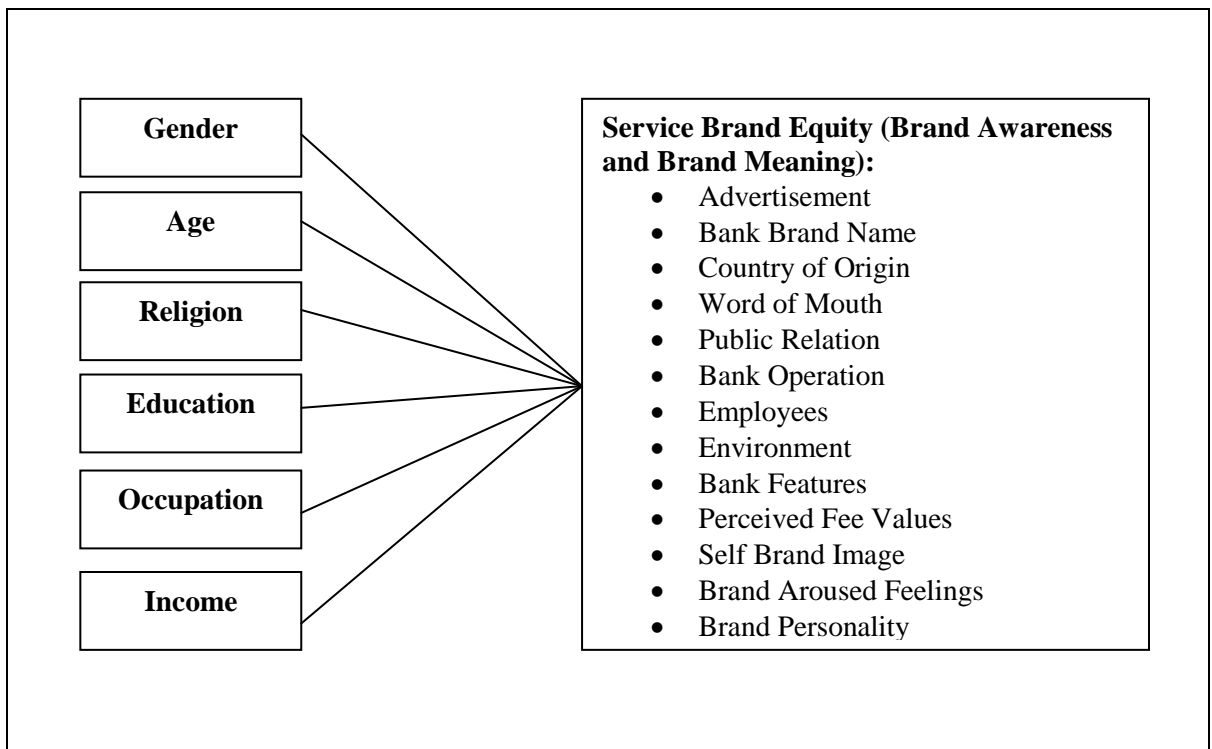 Gender
Age
Religion
Education
Occupation
Income
Service Brand Equity (Brand Awareness
and Brand Meaning):
• Advertisement
• Bank Brand Name
• Country of Origin
• Word of Mouth
• Public Relation
• Bank Operation
• Employees
• Environment
• Bank Features
• Perceived Fee Values
• Self Brand Image
• Brand Aroused Feelings
• Brand Personality